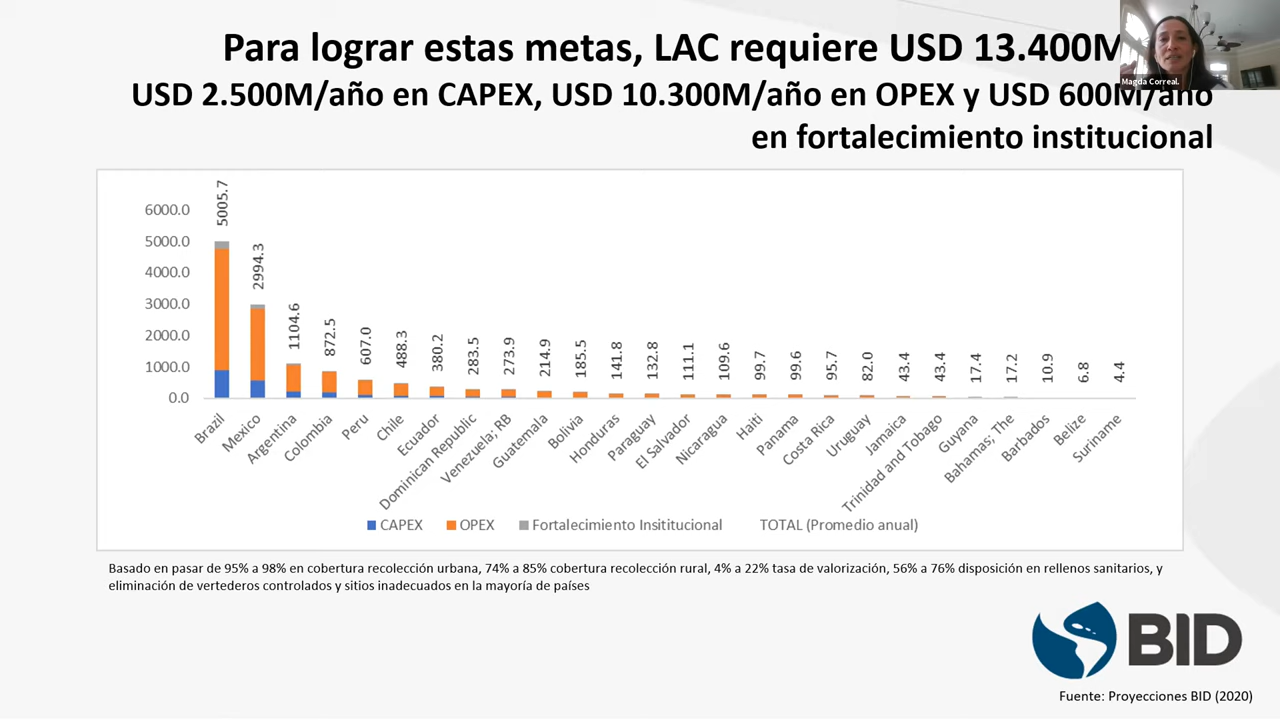 Para lograr estas metas, LAC requiere USD 13.400M
USD 2.500M/año en CAPEX, USD 10.300M/año en OPEX y USD 600M/año
en fortalecimiento institucional
Magda Correal.
6000.0
5000.0
4000.0
3000.0
2000.0
1000.0
0.0
5005.7
2994.3
1104.6
872.5
607.0
488.3
380.2
283.5
273.9
214.9
185.5
141.8
132.8
111.1
109.6
99.7
99.6
95.7
82.0
43.4
43.4
17.4
17.2
10.9
6.8
4.4
Brazil
Mexico
Argentina
Colombia
Peru
Chile
Ecuador
Dominican Republic
Venezuela; RB
Guatemala
Bolivia
Honduras
Paraguay
El Salvador
Nicaragua
Haiti
Panama
Costa Rica
Uruguay
Jamaica
Trinidad and Tobago
Guyana
Bahamas; The
Barbados
Belize
Suriname
CAPEX OPEX Fortalecimiento Insititucional TOTAL (Promedio anual)
Basado en pasar de 95% a 98% en cobertura recolección urbana, 74% a 85% cobertura recolección rural, 4% a 22% tasa de valorización, 56% a 76% disposición en rellenos sanitarios, y
eliminación de vertederos controlados y sitios inadecuados en la mayoría de países
BID
Fuente: Proyecciones BID (2020)